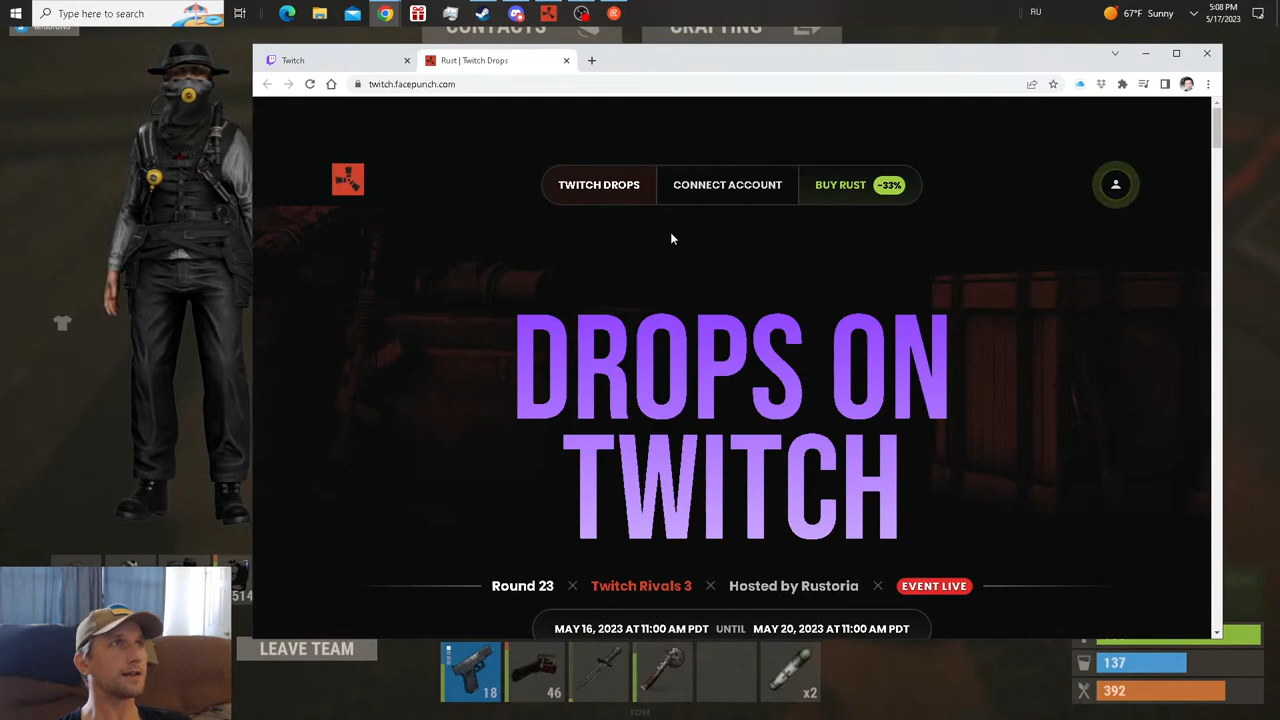 Type here to search
RU
67°F Sunny
5:08 PM
5/17/2023
CONTACTS
CRAFTING
Twitch
Rust | Twitch Drops
twitch.facepunch.com
TWITCH DROPS
CONNECT ACCOUNT
BUY RUST -33%
DROPS ON
TWITCH
Round 23 × Twitch Rivals 3 × Hosted by Rustoria × EVENT LIVE
MAY 16, 2023 AT 11:00 AM PDT UNTIL MAY 20, 2023 AT 11:00 AM PDT
514
LEAVE TEAM
18
46
x2
137
392